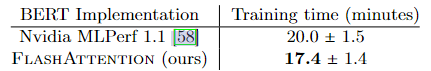 BERT Implementation Training time (minutes)
Nvidia MLPerf 1.1 [58] 20.0 ± 1.5
FLASHATTENTION (ours) 17.4 ± 1.4